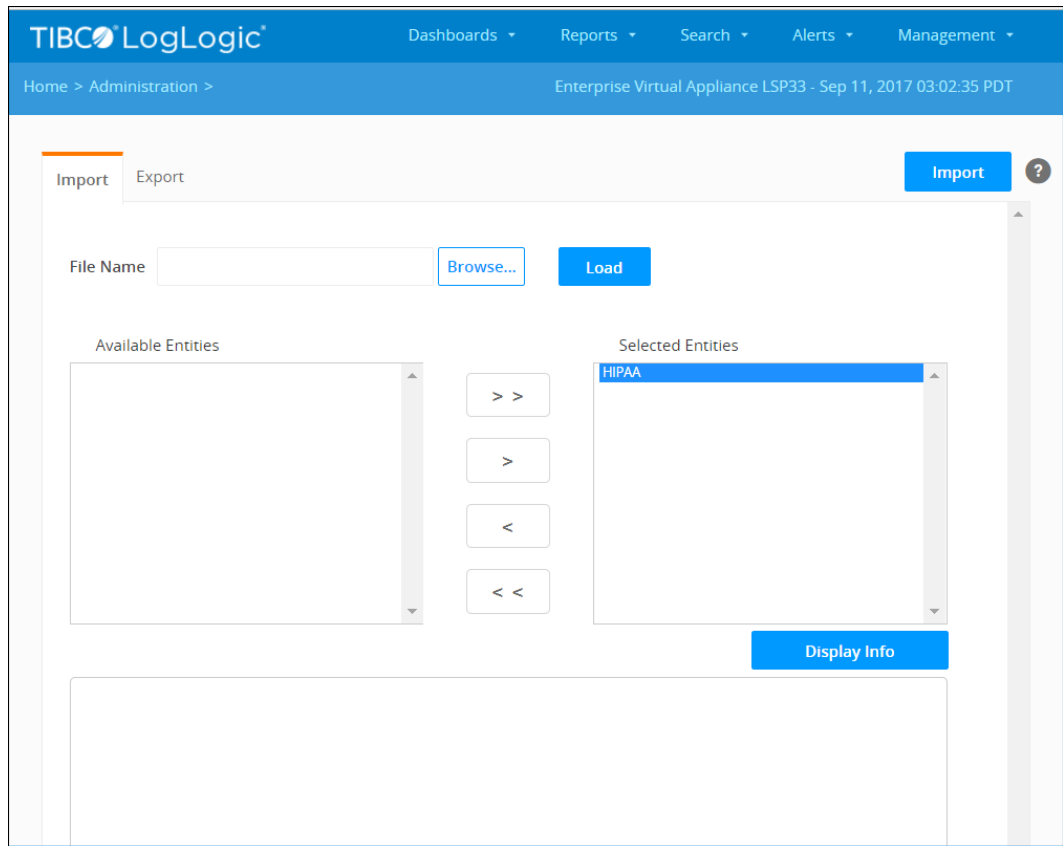 TIBCO® LogLogic®
Dashboards Reports Search Alerts Management
Home > Administration >
Enterprise Virtual Appliance LSP33 - Sep 11, 2017 03:02:35 PDT
Import Export
Import ?
File Name Browse... Load
Available Entities
Selected Entities
HIPAA
> >
>
<
< <
Display Info